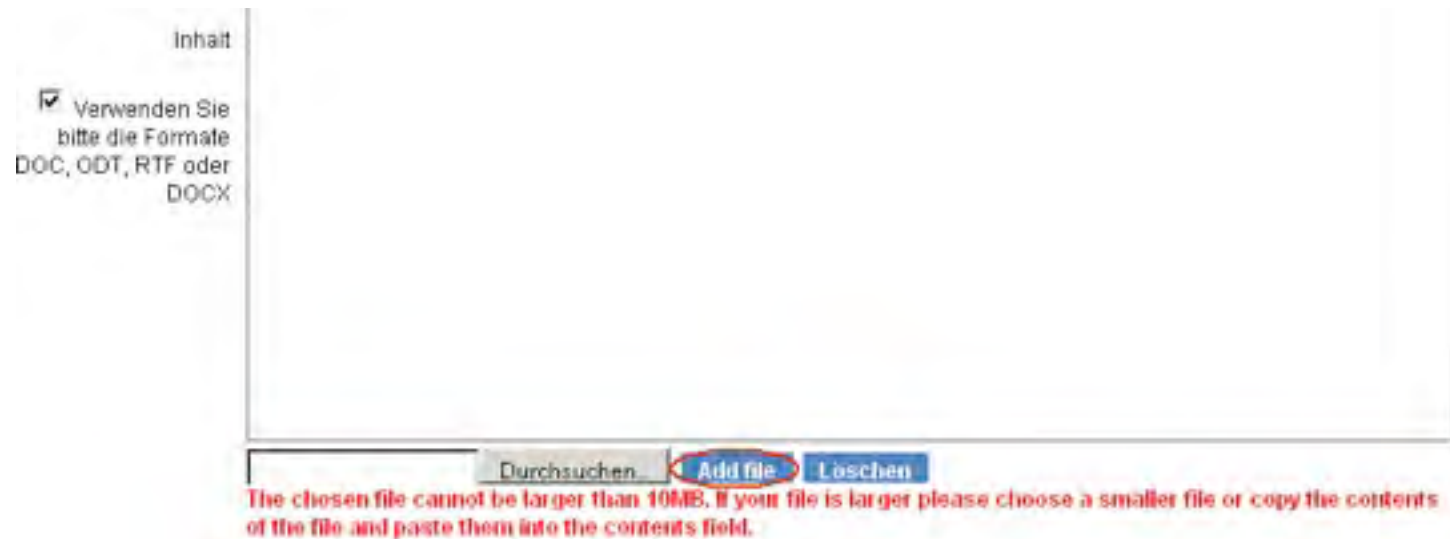 Inhalt
Verwenden Sie
bitte die Formate
DOC, ODT, RTF oder
DOCX
Durchsuchen... Add file Löschen
The chosen file cannot be larger than 10MB. If your file is larger please choose a smaller file or copy the contents
of the file and paste them into the contents field.